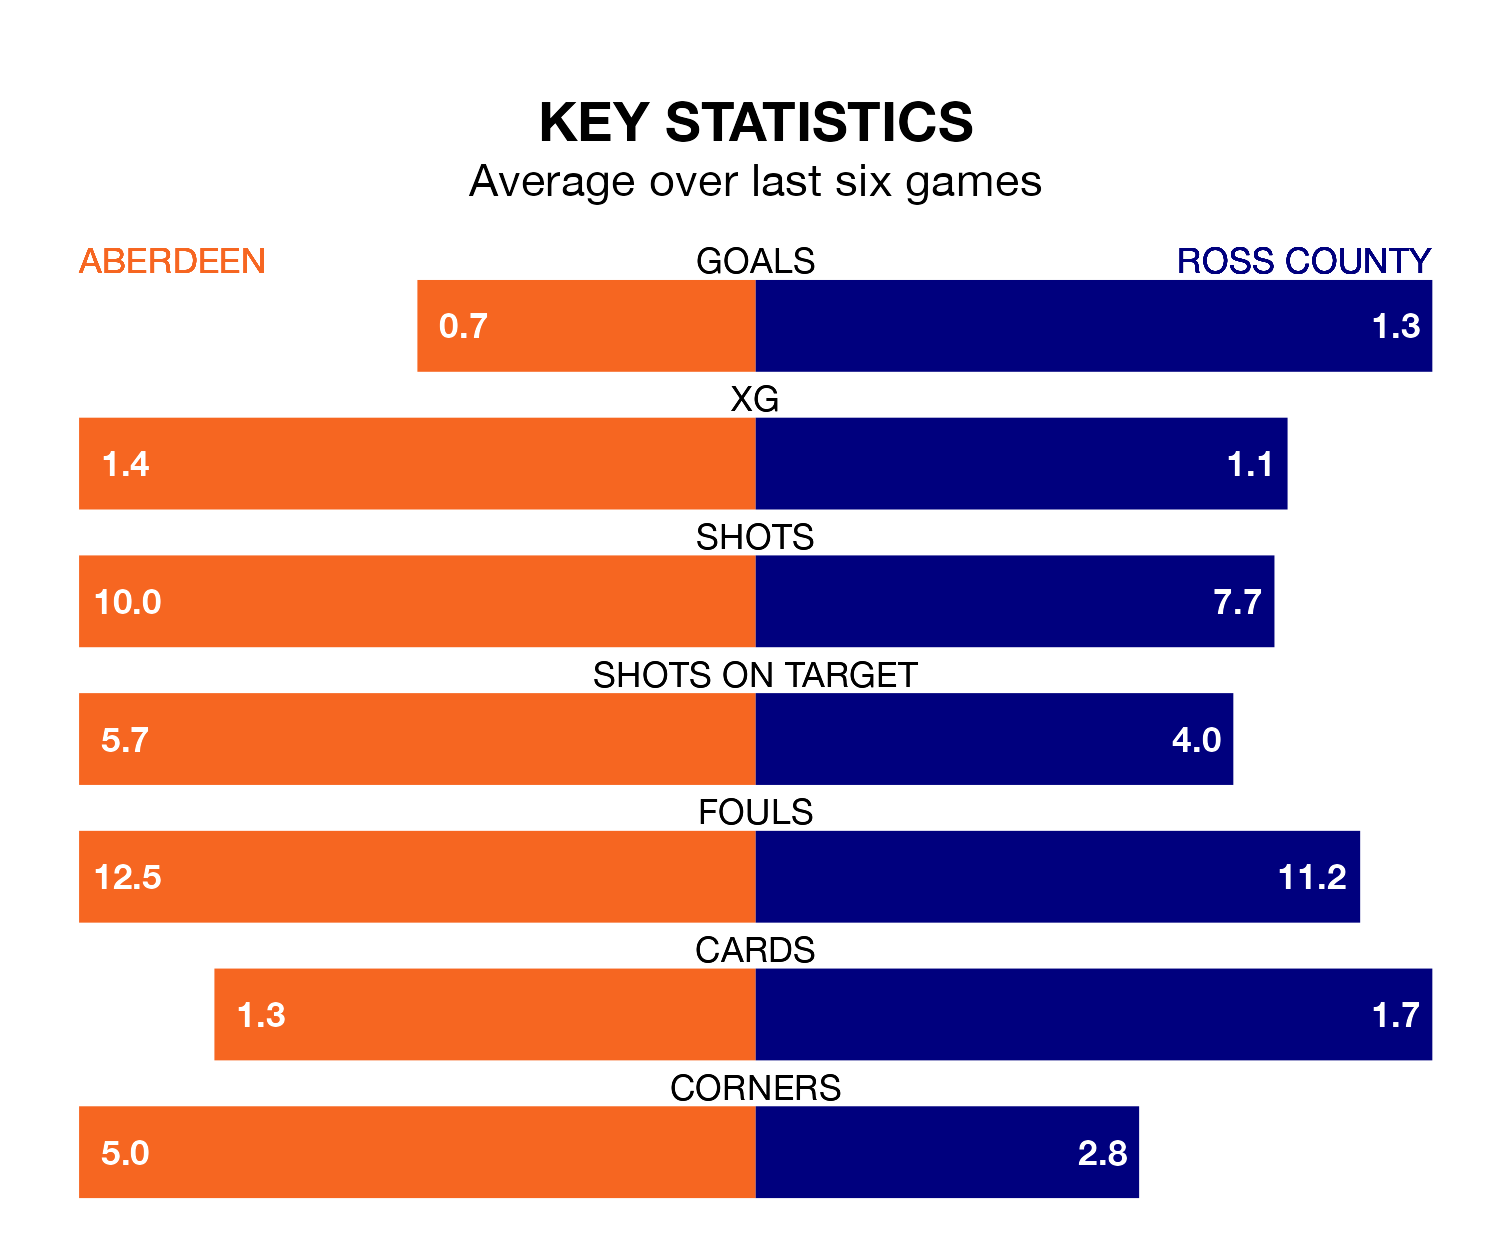 KEY STATISTICS
Average over last six games
ABERDEEN GOALS ROSS COUNTY
0.7 1.3
XG
1.4 1.1
SHOTS
10.0 7.7
SHOTS ON TARGET
5.7 4.0
FOULS
12.5 11.2
CARDS
1.3 1.7
CORNERS
5.0 2.8